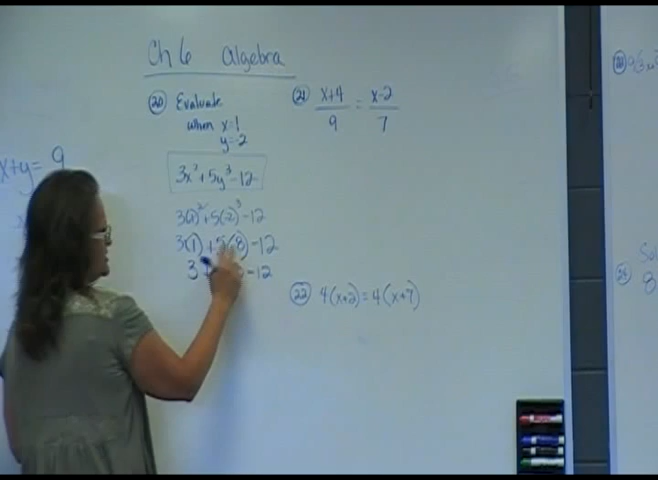 Ch 6 Algebra
x+y= 9
20 Evaluate
when x=1
y=-2
3x²+5y³-12
3(1)²+5(-2)³-12
3(1)+5(-8)-12
3 -12
21 x+4/9 = x-2/7
22 4(x+2)=4(x+7)
8